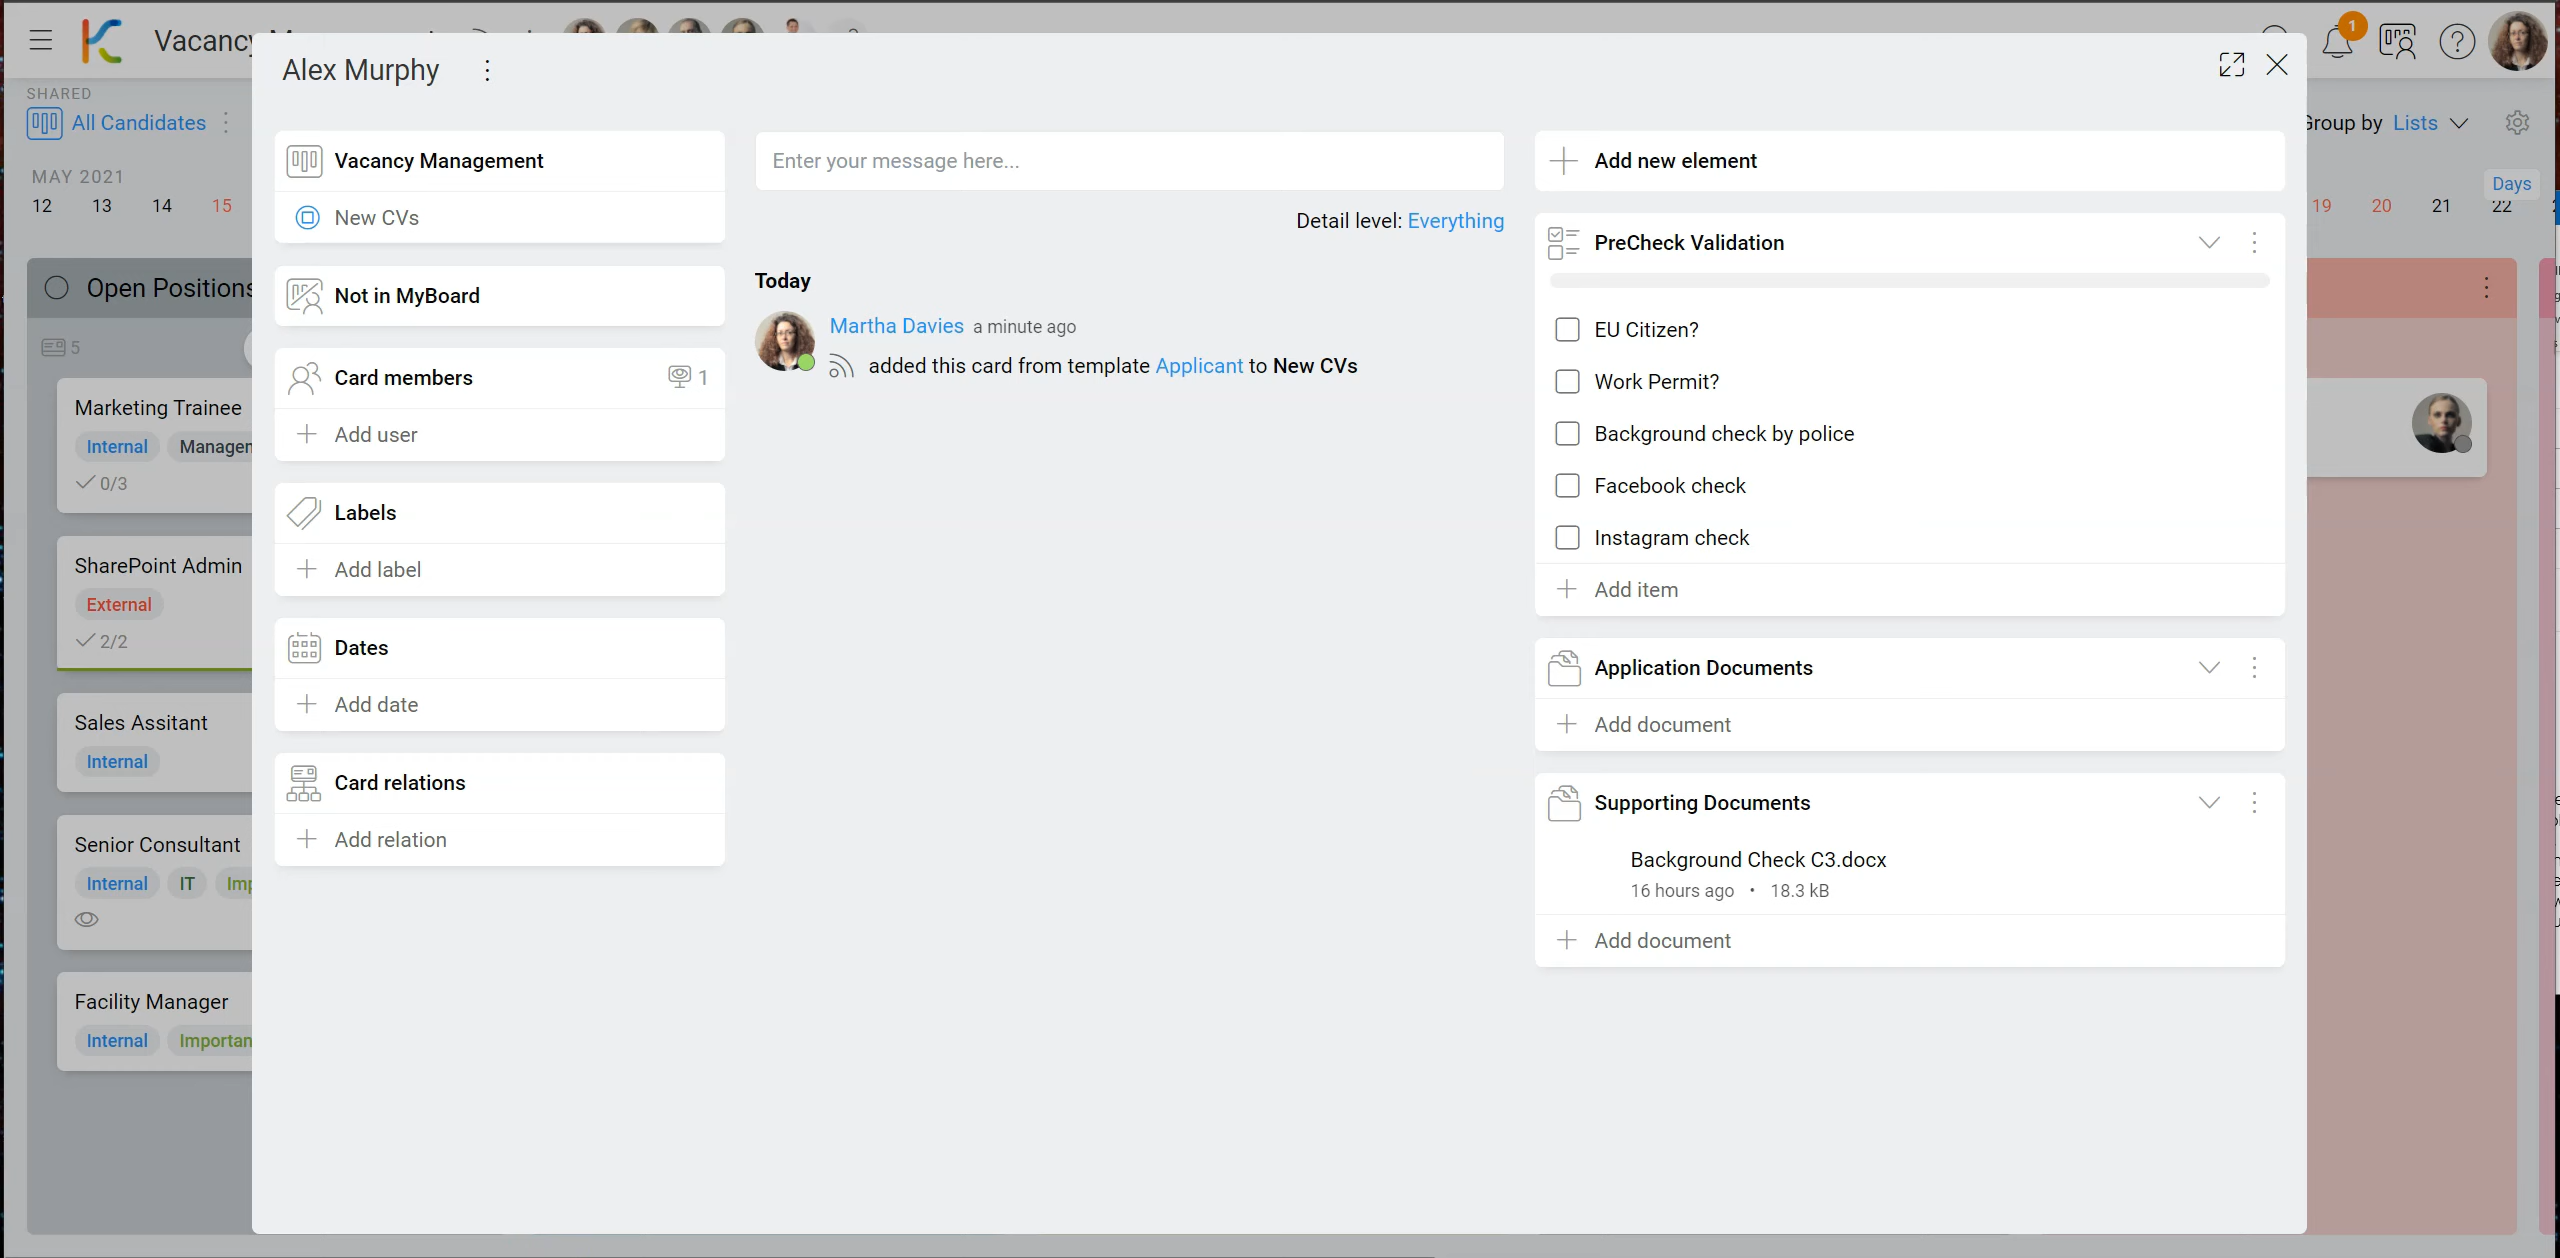 Vacancy
1
SHARED
All Candidates
Group by Lists
MAY 2021
Days
12 13 14 15
19 20 21 22
Open Positions
5
Marketing Trainee
Internal
0/3
SharePoint Admin
External
2/2
Sales Assitant
Internal
Senior Consultant
Internal IT
Facility Manager
Internal
Alex Murphy
Vacancy Management
New CVs
Not in MyBoard
Card members 1
Add user
Labels
Add label
Dates
Add date
Card relations
Add relation
Enter your message here...
Detail level: Everything
Today
Martha Davies a minute ago
added this card from template Applicant to New CVs
Add new element
PreCheck Validation
EU Citizen?
Work Permit?
Background check by police
Facebook check
Instagram check
Add item
Application Documents
Add document
Supporting Documents
Background Check C3.docx
16 hours ago • 18.3 kB
Add document